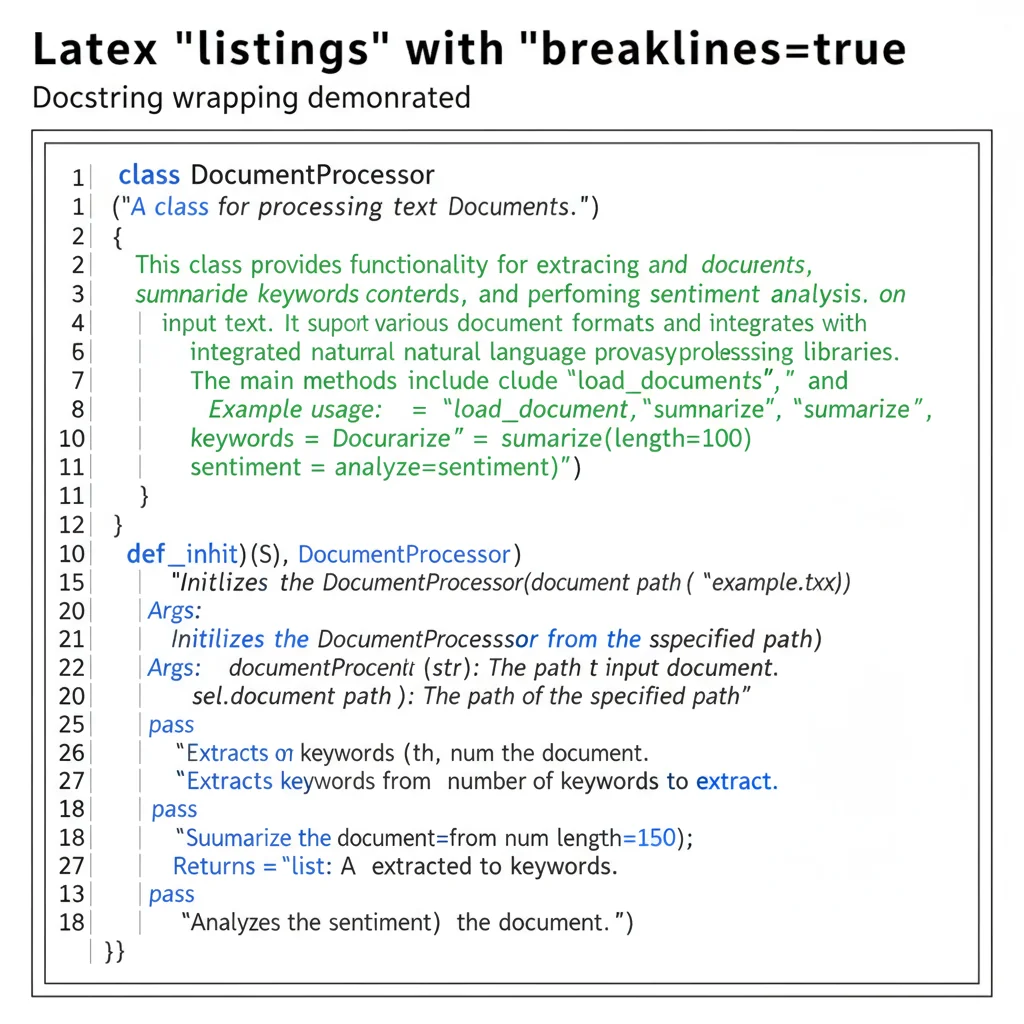 Latex "listings" with "breaklines=true
Docstring wrapping demonrated
1 class DocumentProcessor
1 ("A class for processing text Documents.")
2 {
2 This class provides functionality for extracing and docurents,
3 sumnaride keywords conterds, and perfoming sentiment analysis. on
4 input text. It suport various document formats and integrates with
6 integrated naturral natural language provasyprolesssing libraries.
7 The main methods include clude "load_documents"," and
8 Example usage: = "load_document, "sumnarize", "summarize",
10 keywords = Docurarize" = sumarize(length=100)
11 sentiment = analyze=sentiment)")
11 }
12 }
10 def_inhit)(S), DocumentProcessor)
15 "Initlizes the DocumentProcessor(document path ( "example.txx))
20 Args:
21 Initilizes the DocumentProcesssor from the sspecified path)
22 Args: documentProcentt (str): The path t input document.
20 sel.document path ): The path of the specified path"
25 pass
26 "Extracts on keywords (th, num the document.
27 "Extracts keywords from number of keywords to extract.
18 pass
18 "Suumarize the document=from num length=150);
27 Returns = "list: A extracted to keywords.
13 pass
18 "Analyzes the sentiment) the document.")
}}